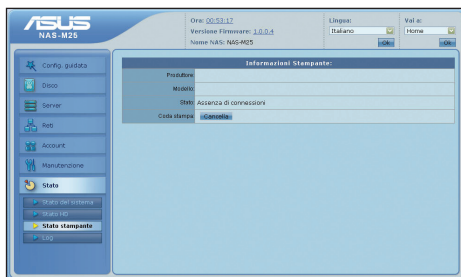 ASUS
NAS-M25
Ora: 00:53:17
Versione Firmware: 1.0.0.4
Nome NAS: NAS-M25
Lingua:
Italiano
Ok
Vai a:
Home
Ok
Config. guidata
Disco
Server
Reti
Account
Manutenzione
Stato
Stato del sistema
Stato HD
Stato stampante
Log
Informazioni Stampante:
Produttore
Modello
Stato Assenza di connessioni
Coda stampa Cancella